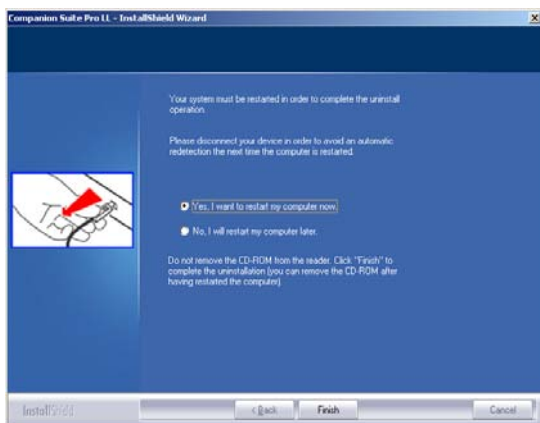 Companion Suite Pro LL - InstallShield Wizard
Your system must be restarted in order to complete the uninstall
operation.
Please disconnect your device in order to avoid an automatic
redetection the next time the computer is restarted.
Yes, I want to restart my computer now.
No, I will restart my computer later.
Do not remove the CD-ROM from the reader. Click "Finish" to
complete the uninstallation (you can remove the CD-ROM after
having restarted the computer)
InstallShield
< Back
Finish
Cancel